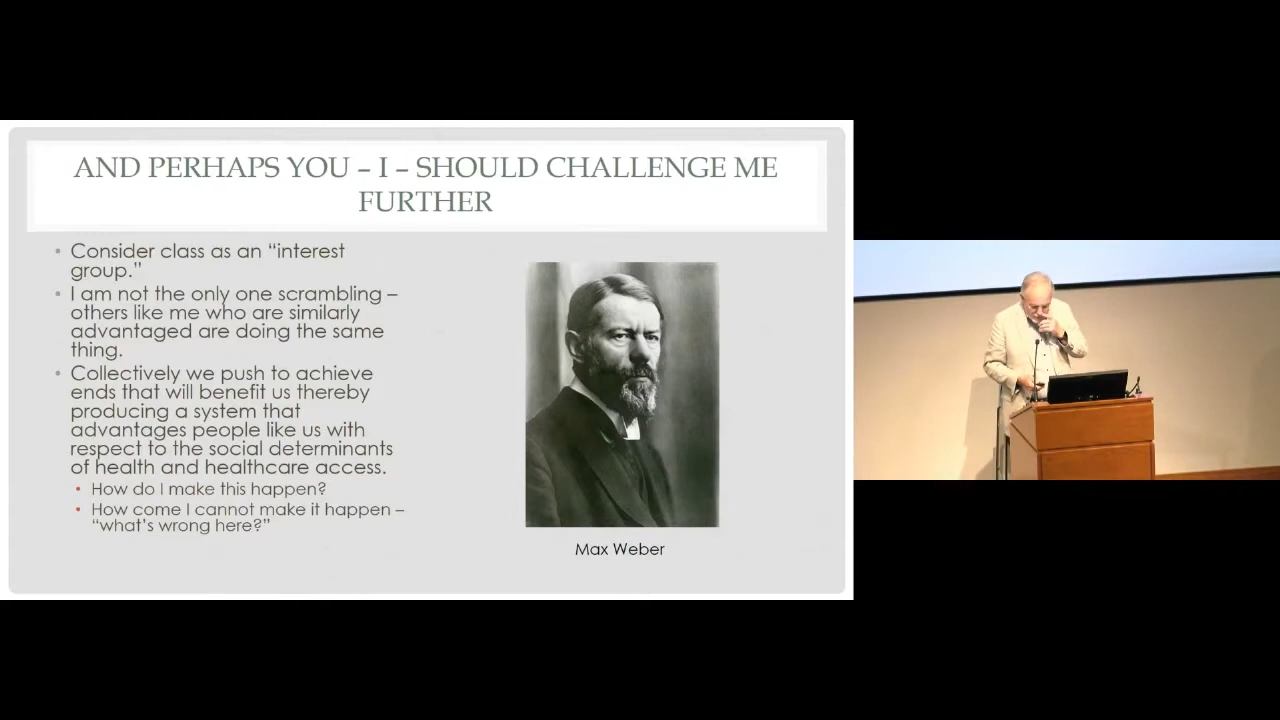 AND PERHAPS YOU – I – SHOULD CHALLENGE ME
FURTHER
• Consider class as an “interest
group.”
• I am not the only one scrambling –
others like me who are similarly
advantaged are doing the same
thing.
• Collectively we push to achieve
ends that will benefit us thereby
producing a system that
advantages people like us with
respect to the social determinants
of health and healthcare access.
• How do I make this happen?
• How come I cannot make it happen –
“what’s wrong here?”
Max Weber